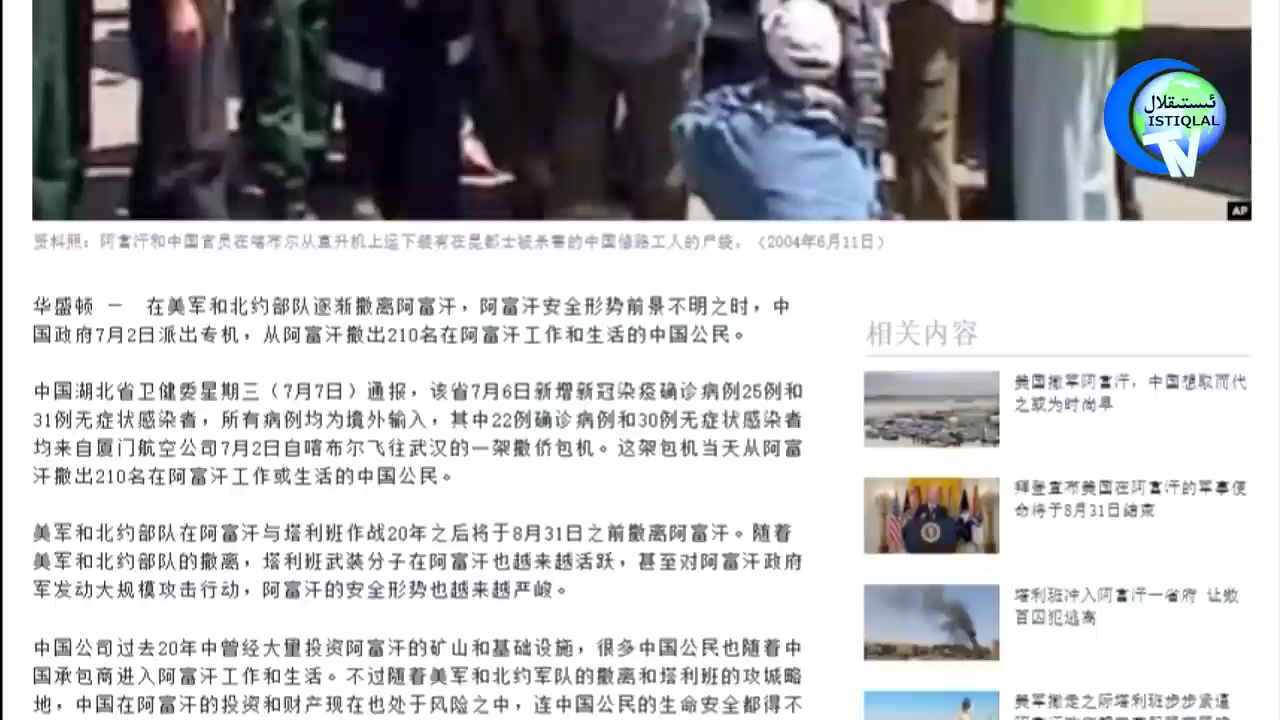 ئىستىقلال
ISTIQLAL
TV
AP
资料照：阿富汗和中国官员在喀布尔从直升机上运下装有在昆都士被杀害的中国修路工人的尸袋。（2004年6月11日）
华盛顿 — 在美军和北约部队逐渐撤离阿富汗，阿富汗安全形势前景不明之时，中
国政府7月2日派出专机，从阿富汗撤出210名在阿富汗工作和生活的中国公民。
中国湖北省卫健委星期三（7月7日）通报，该省7月6日新增新冠染疫确诊病例25例和
31例无症状感染者，所有病例均为境外输入，其中22例确诊病例和30例无症状感染者
均来自厦门航空公司7月2日自喀布尔飞往武汉的一架撤侨包机。这架包机当天从阿富
汗撤出210名在阿富汗工作或生活的中国公民。
美军和北约部队在阿富汗与塔利班作战20年之后将于8月31日之前撤离阿富汗。随着
美军和北约部队的撤离，塔利班武装分子在阿富汗也越来越活跃，甚至对阿富汗政府
军发动大规模攻击行动，阿富汗的安全形势也越来越严峻。
中国公司过去20年中曾经大量投资阿富汗的矿山和基础设施，很多中国公民也随着中
国承包商进入阿富汗工作和生活。不过随着美军和北约军队的撤离和塔利班的攻城略
地，中国在阿富汗的投资和财产现在也处于风险之中，连中国公民的生命安全都得不
相关内容
美国撤军阿富汗，中国想取而代
之或为时尚早
拜登宣布美国在阿富汗的军事使
命将于8月31日结束
塔利班冲入阿富汗一省府 让数
百囚犯逃离
美军撤走之际塔利班步步紧逼